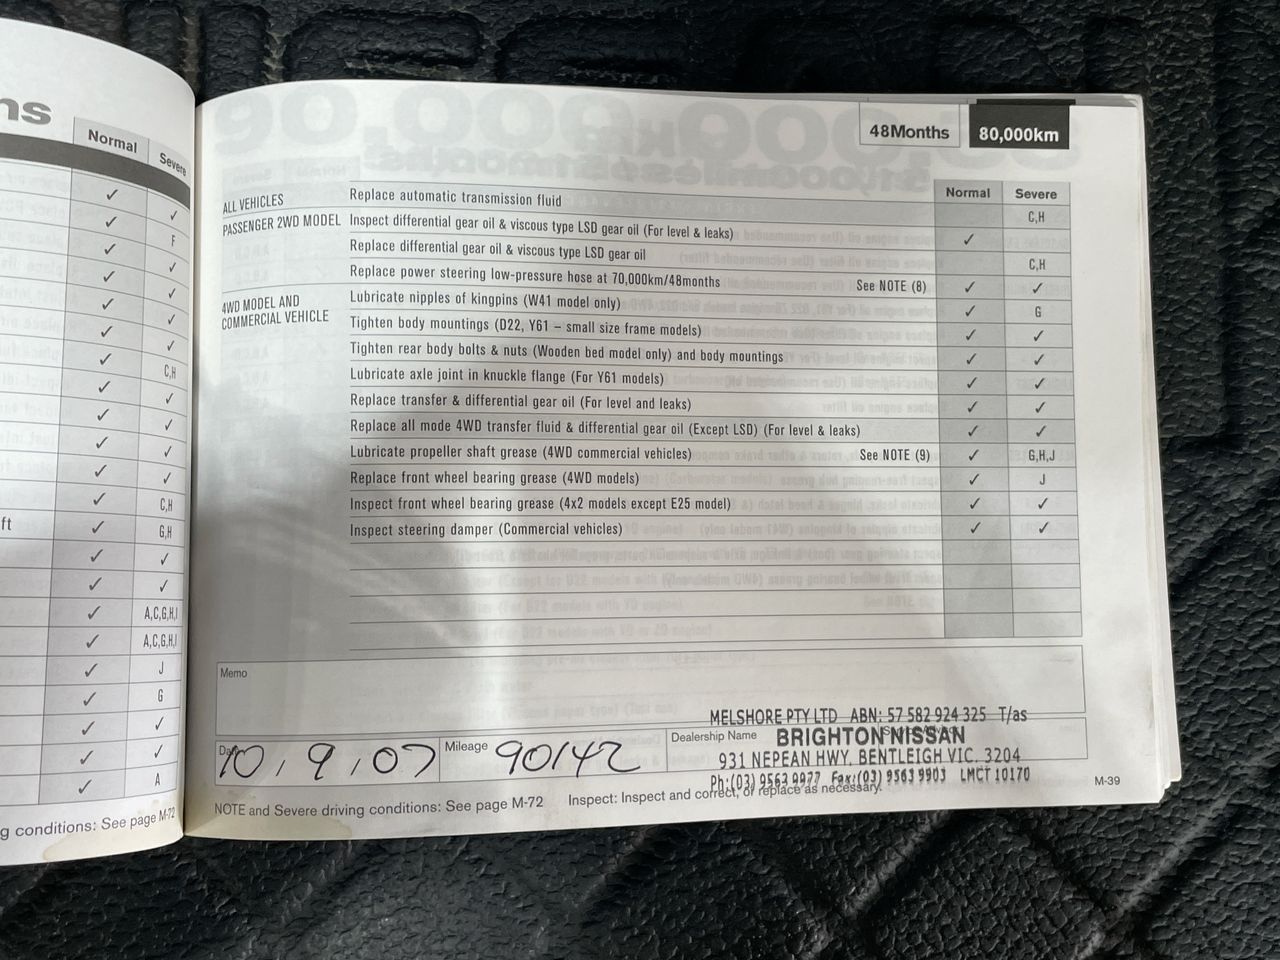 ns
Normal
Severe
F
C,H
C,H
ft
G,H
A,C,G,H,I
A,C,G,H,I
J
G
A
g conditions: See page M-72
48Months
80,000km
Normal
Severe
ALL VEHICLES
Replace automatic transmission fluid
C,H
PASSENGER 2WD MODEL
Inspect differential gear oil & viscous type LSD gear oil (For level & leaks)
✓
Replace differential gear oil & viscous type LSD gear oil
C,H
Replace power steering low-pressure hose at 70,000km/48months See NOTE (8) ✓ ✓
4WD MODEL AND
COMMERCIAL VEHICLE
Lubricate nipples of kingpins (W41 model only) ✓ G
Tighten body mountings (D22, Y61 – small size frame models) ✓ ✓
Tighten rear body bolts & nuts (Wooden bed model only) and body mountings ✓ ✓
Lubricate axle joint in knuckle flange (For Y61 models) ✓ ✓
Replace transfer & differential gear oil (For level and leaks) ✓ ✓
Replace all mode 4WD transfer fluid & differential gear oil (Except LSD) (For level & leaks) ✓ ✓
Lubricate propeller shaft grease (4WD commercial vehicles) See NOTE (9) ✓ G,H,J
Replace front wheel bearing grease (4WD models) ✓ J
Inspect front wheel bearing grease (4x2 models except E25 model) ✓ ✓
Inspect steering damper (Commercial vehicles) ✓ ✓
Memo
Date 10, 9, 07
Mileage 90142
Dealership Name
MELSHORE PTY LTD ABN: 57 582 924 325 T/as
BRIGHTON NISSAN
931 NEPEAN HWY, BENTLEIGH VIC. 3204
Ph:(03) 9563 9977 Fax:(03) 9563 9903 LMCT 10170
NOTE and Severe driving conditions: See page M-72 Inspect: Inspect and correct, or replace as necessary.
M-39